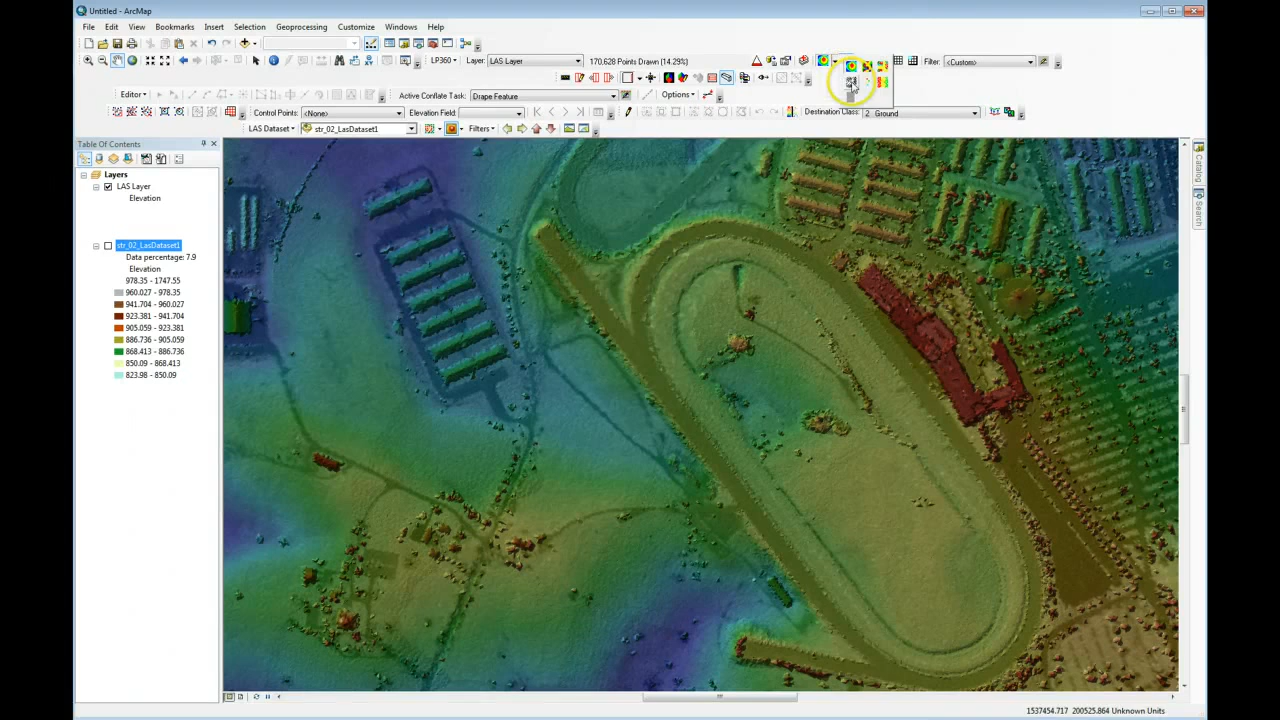 Untitled - ArcMap
File Edit View Bookmarks Insert Selection Geoprocessing Customize Windows Help
LP360 Layer: LAS Layer 170,628 Points Drawn (14.29%) Filter: <Custom>
Editor Active Conflate Task: Drape Feature Options
Control Points: <None> Elevation Field: Destination Class: 2 Ground
LAS Dataset str_02_LasDataset1 Filters
Table Of Contents
Layers
LAS Layer
Elevation
str_02_LasDataset1
Data percentage: 7.9
Elevation
978.35 - 1747.55
960.027 - 978.35
941.704 - 960.027
923.381 - 941.704
905.059 - 923.381
886.736 - 905.059
868.413 - 886.736
850.09 - 868.413
823.98 - 850.09
Catalog
Search
1537454.717 200525.864 Unknown Units